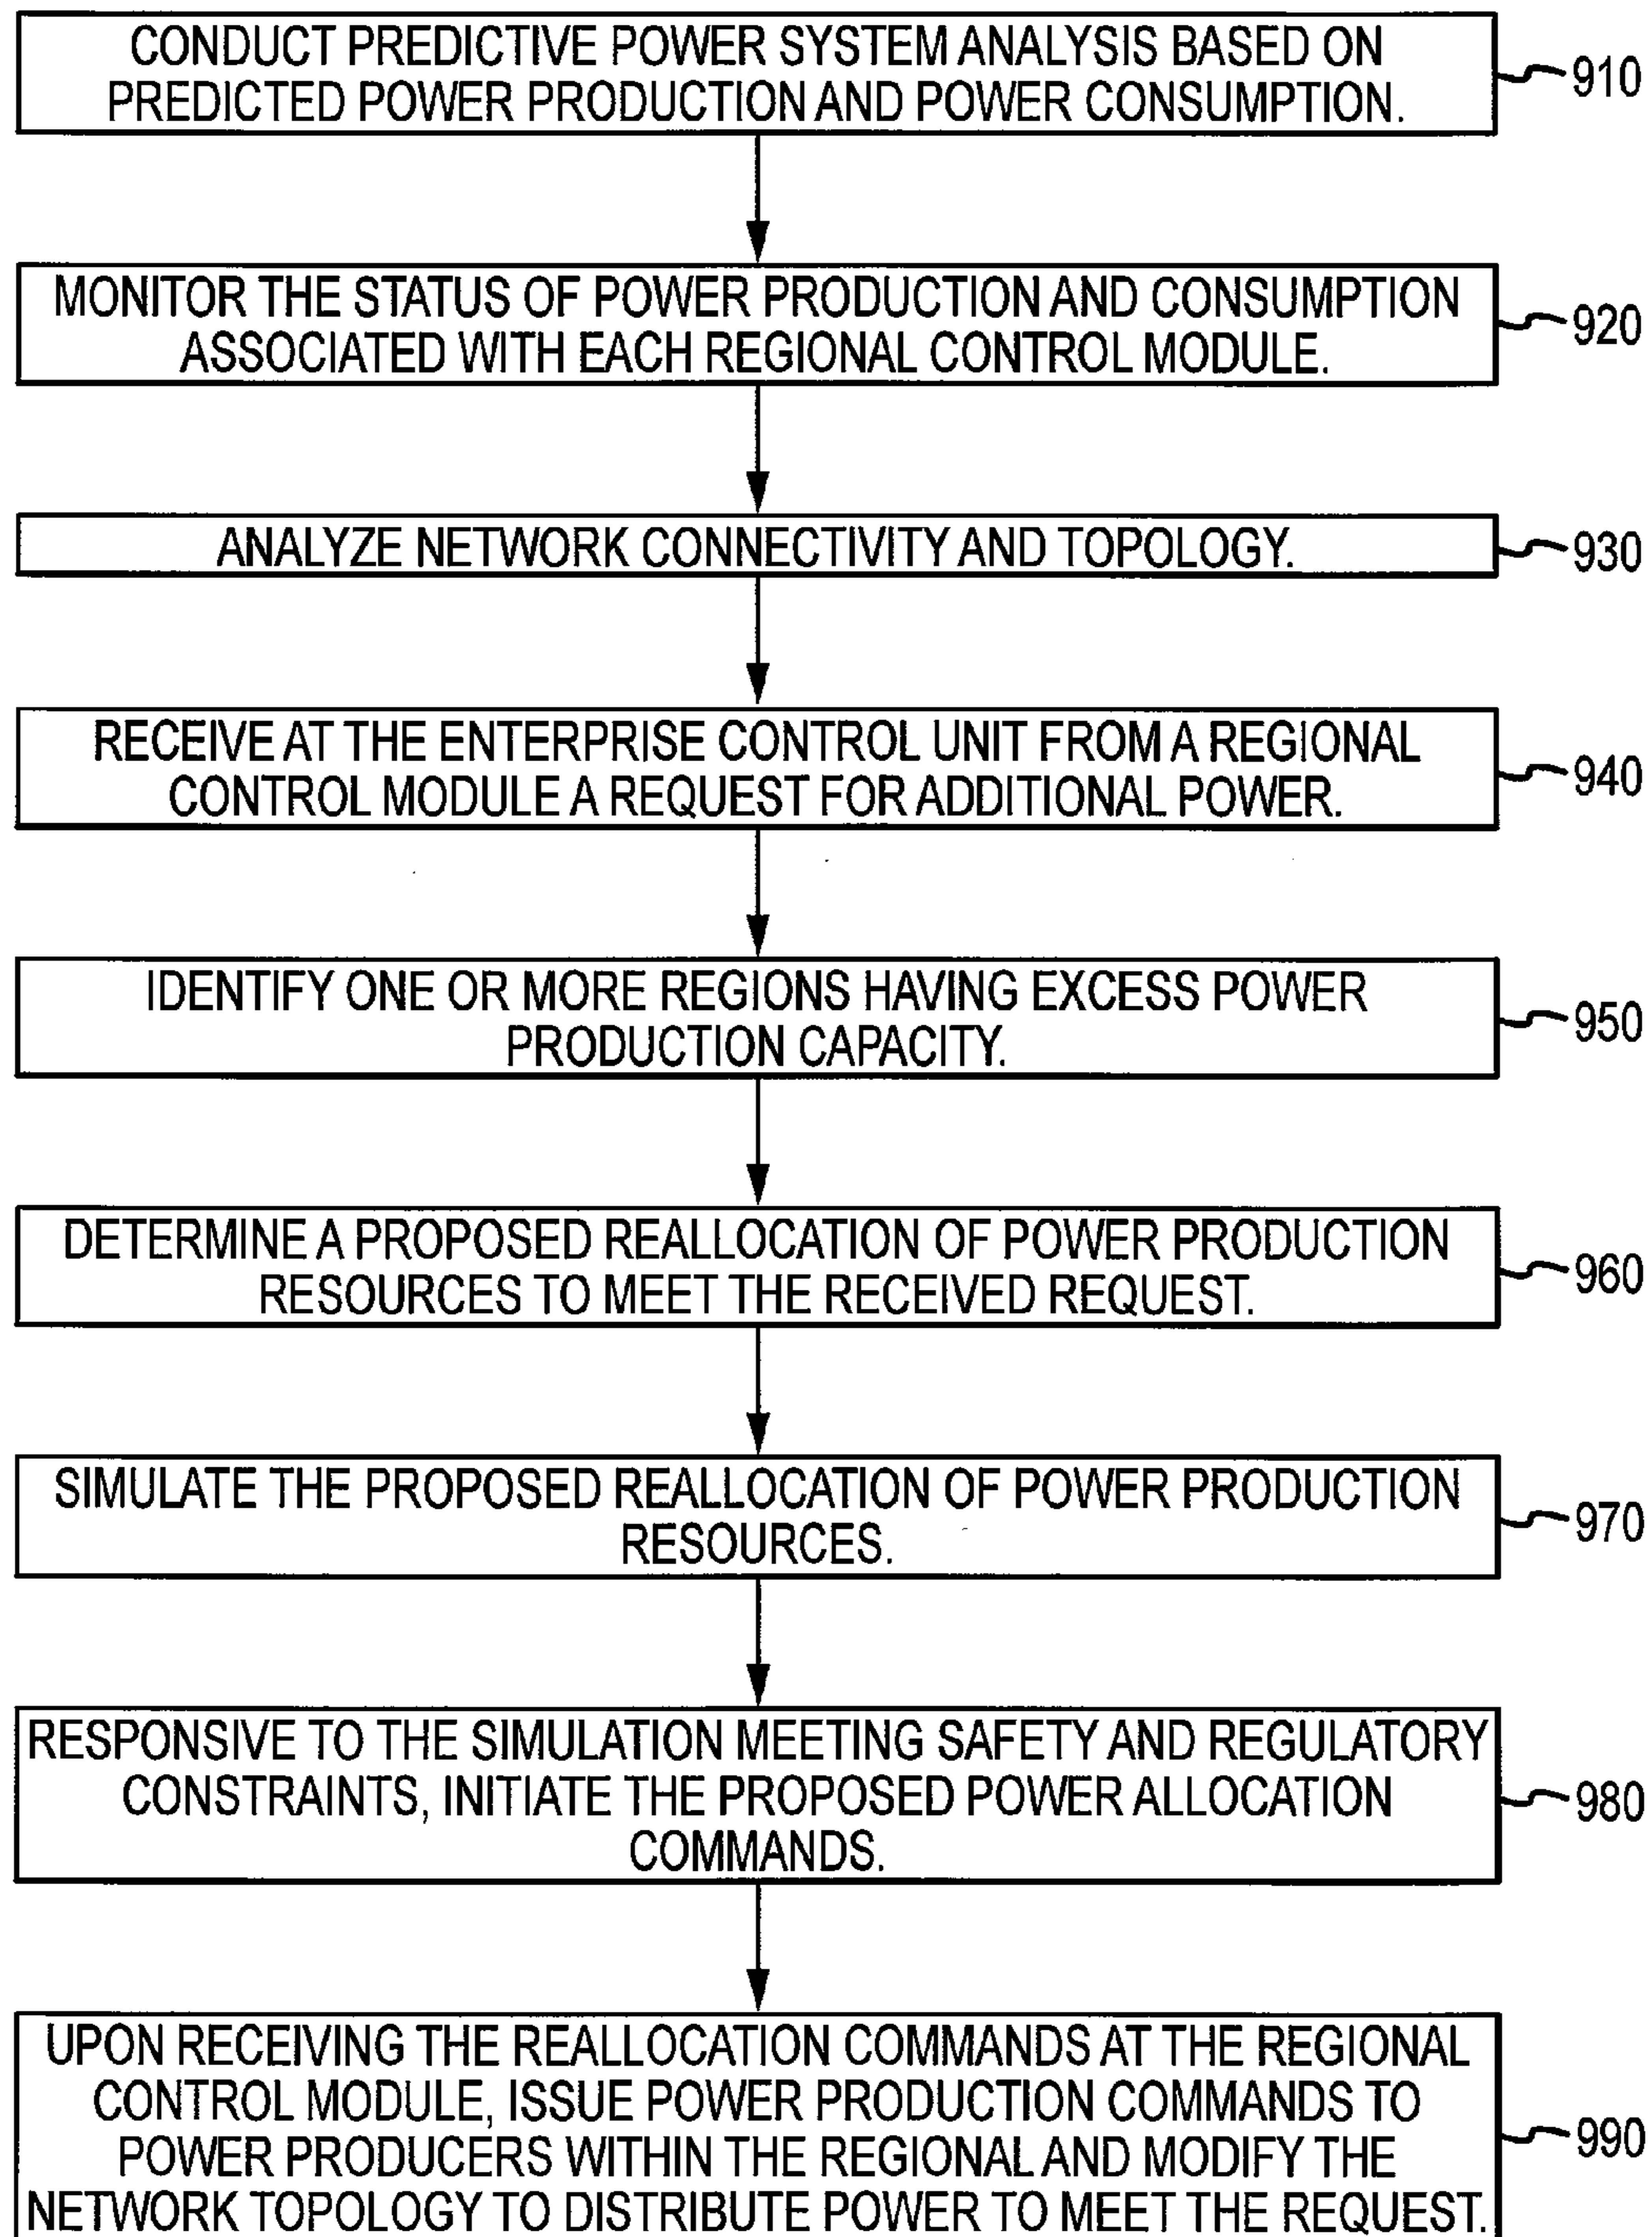 CONDUCT PREDICTIVE POWER SYSTEM ANALYSIS BASED ON
PREDICTED POWER PRODUCTION AND POWER CONSUMPTION.
910
MONITOR THE STATUS OF POWER PRODUCTION AND CONSUMPTION
ASSOCIATED WITH EACH REGIONAL CONTROL MODULE.
920
ANALYZE NETWORK CONNECTIVITY AND TOPOLOGY.
930
RECEIVE AT THE ENTERPRISE CONTROL UNIT FROM A REGIONAL
CONTROL MODULE A REQUEST FOR ADDITIONAL POWER.
940
IDENTIFY ONE OR MORE REGIONS HAVING EXCESS POWER
PRODUCTION CAPACITY.
950
DETERMINE A PROPOSED REALLOCATION OF POWER PRODUCTION
RESOURCES TO MEET THE RECEIVED REQUEST.
960
SIMULATE THE PROPOSED REALLOCATION OF POWER PRODUCTION
RESOURCES.
970
RESPONSIVE TO THE SIMULATION MEETING SAFETY AND REGULATORY
CONSTRAINTS, INITIATE THE PROPOSED POWER ALLOCATION
COMMANDS.
980
UPON RECEIVING THE REALLOCATION COMMANDS AT THE REGIONAL
CONTROL MODULE, ISSUE POWER PRODUCTION COMMANDS TO
POWER PRODUCERS WITHIN THE REGIONAL AND MODIFY THE
NETWORK TOPOLOGY TO DISTRIBUTE POWER TO MEET THE REQUEST.
990